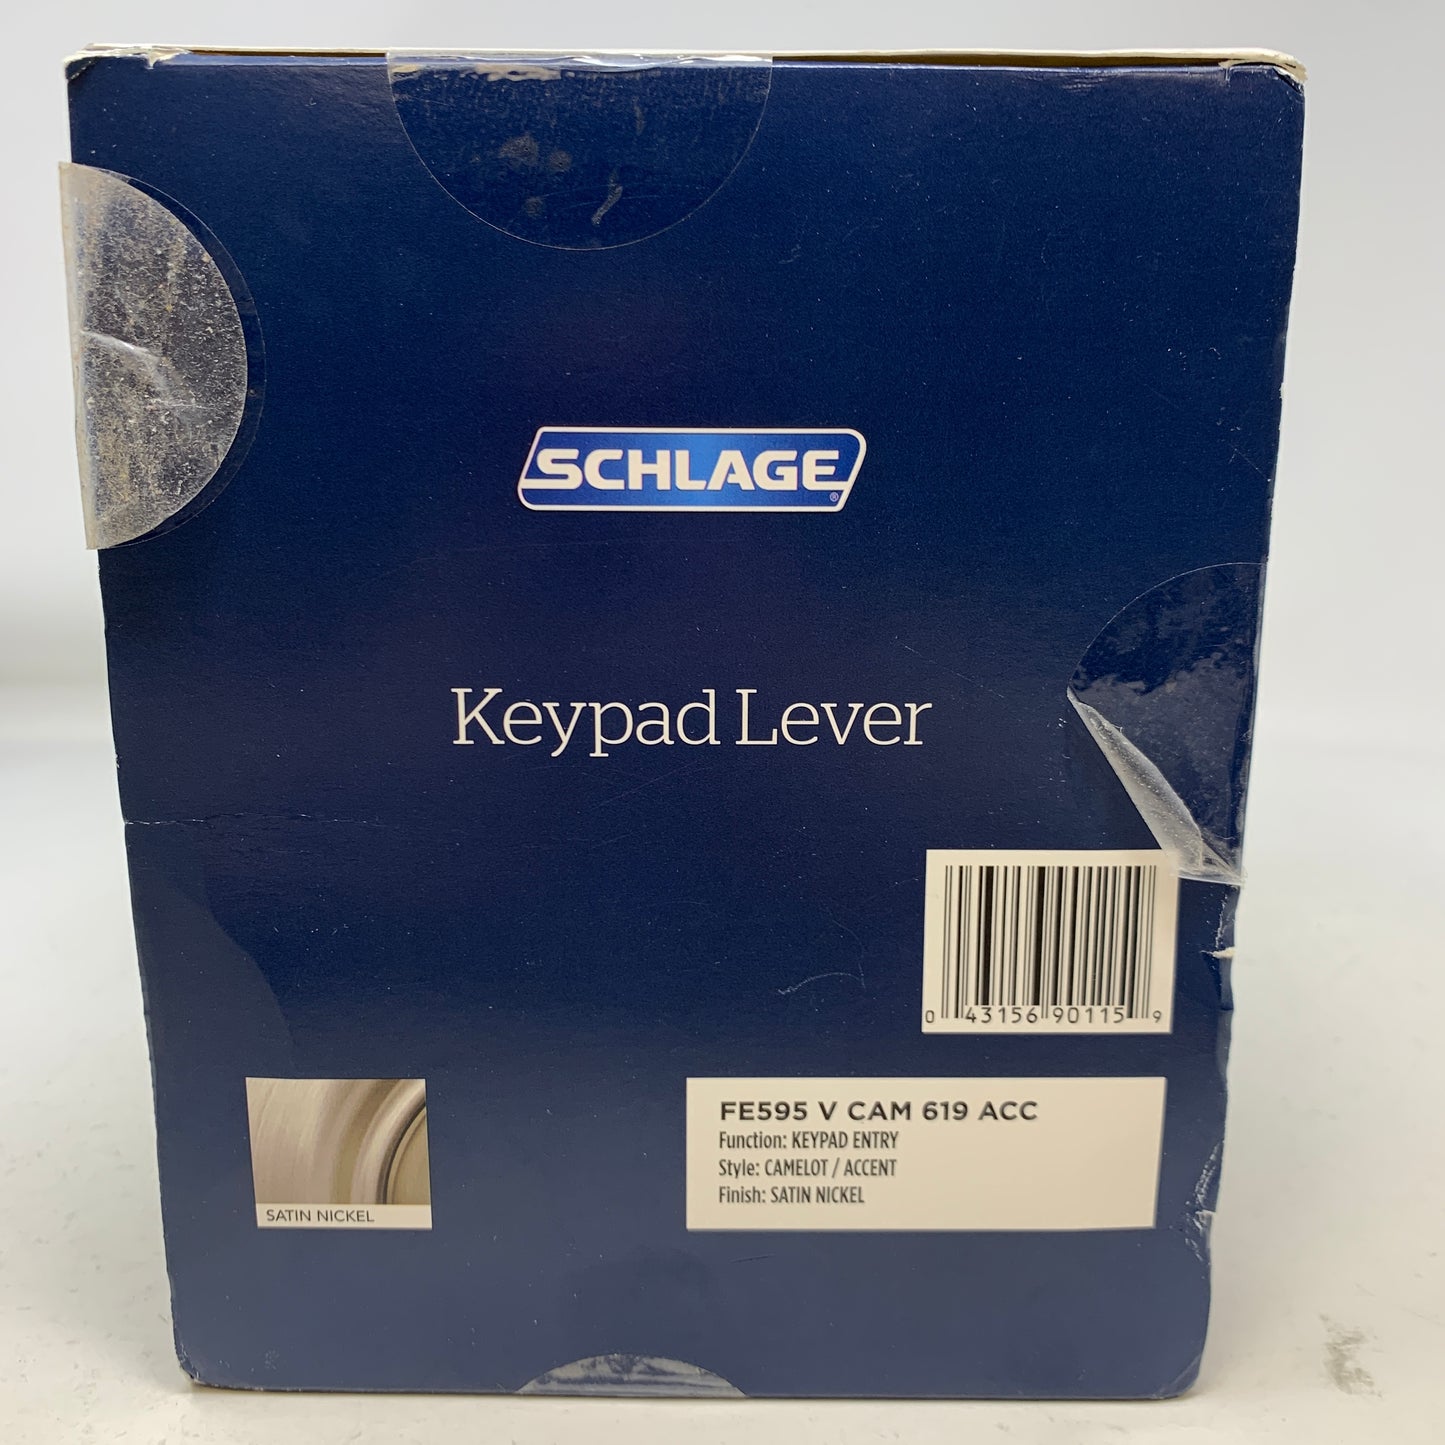 SCHLAGE®
Keypad Lever
0 43156 90115 9
SATIN NICKEL
FE595 V CAM 619 ACC
Function: KEYPAD ENTRY
Style: CAMELOT / ACCENT
Finish: SATIN NICKEL